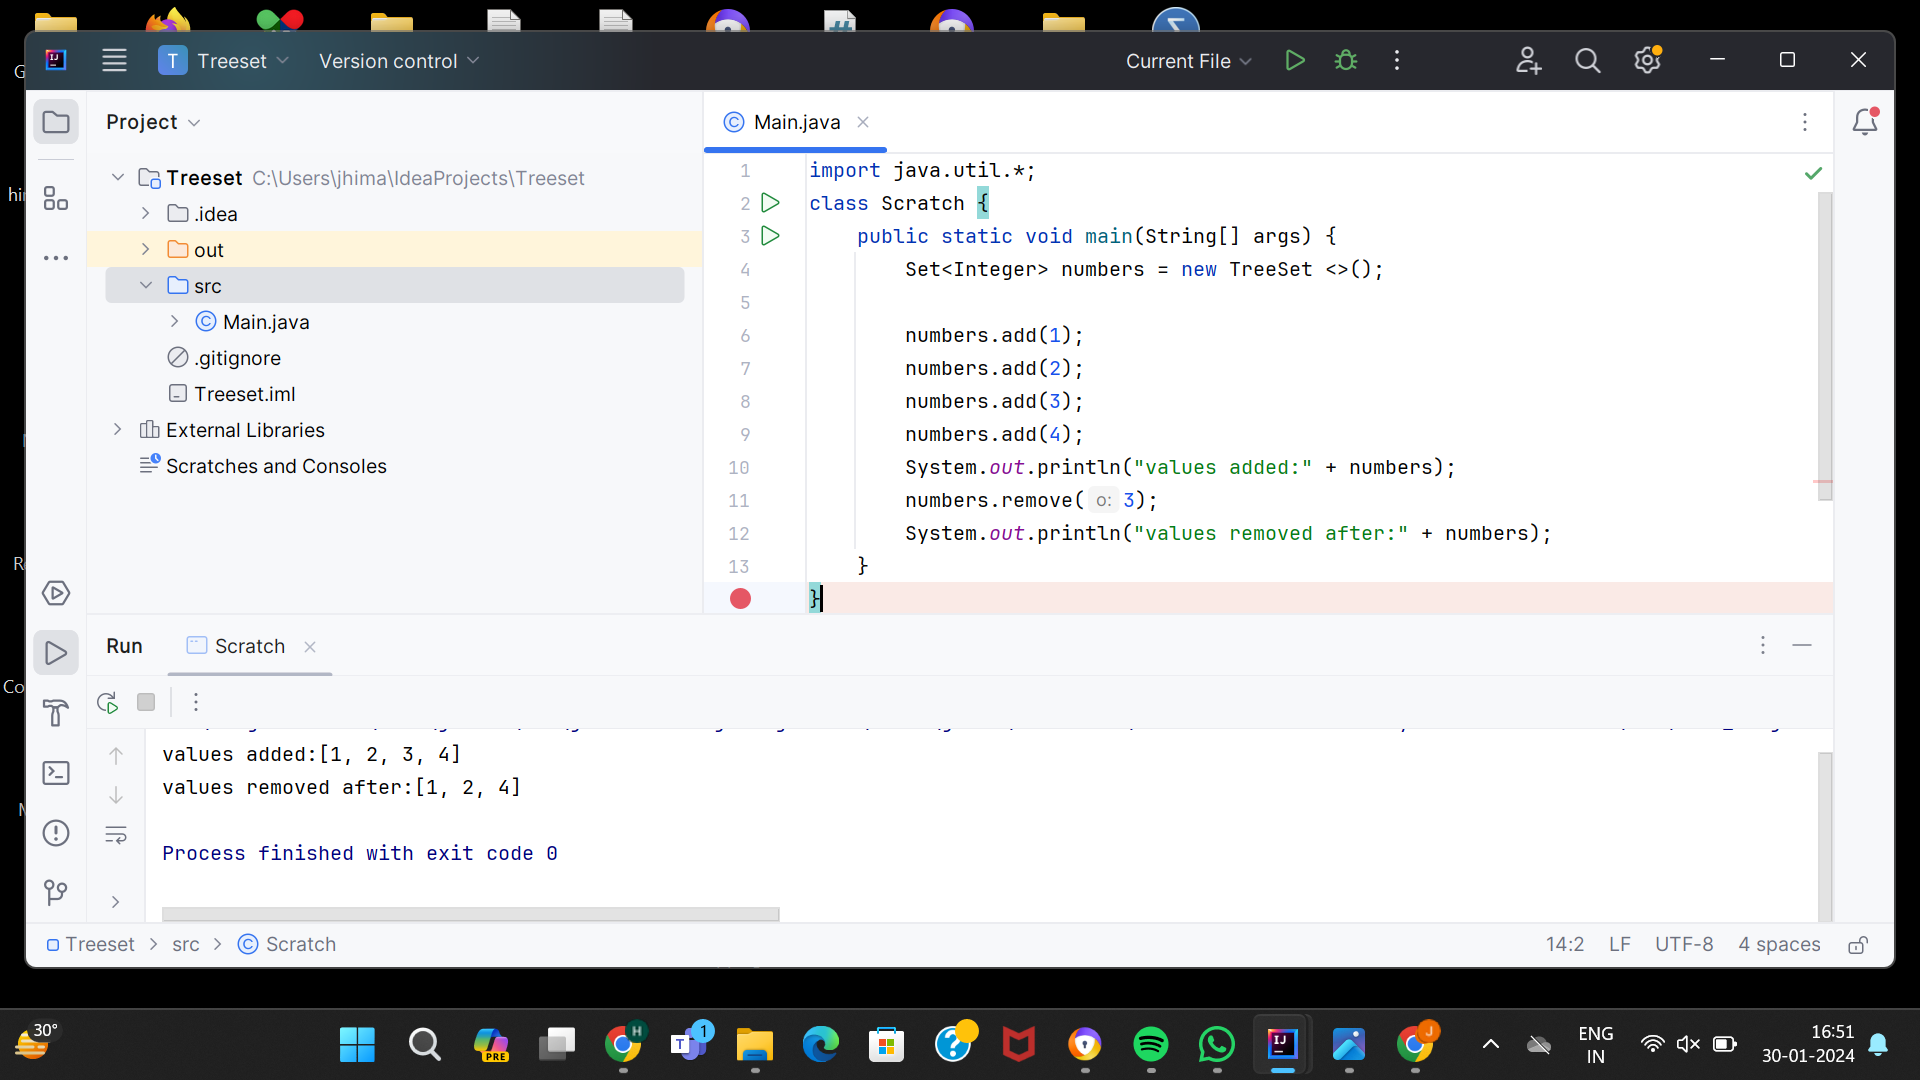 T Treeset Version control Current File
Project
Main.java
Treeset C:\Users\jhima\IdeaProjects\Treeset
.idea
out
src
Main.java
.gitignore
Treeset.iml
External Libraries
Scratches and Consoles
1 import java.util.*;
2 class Scratch {
3 public static void main(String[] args) {
4 Set<Integer> numbers = new TreeSet <>();
5
6 numbers.add(1);
7 numbers.add(2);
8 numbers.add(3);
9 numbers.add(4);
10 System.out.println("values added:" + numbers);
11 numbers.remove( o: 3);
12 System.out.println("values removed after:" + numbers);
13 }
}
Run Scratch
values added:[1, 2, 3, 4]
values removed after:[1, 2, 4]
Process finished with exit code 0
Treeset > src > Scratch 14:2 LF UTF-8 4 spaces
30°
PRE
H
1
J
ENG
IN
16:51
30-01-2024